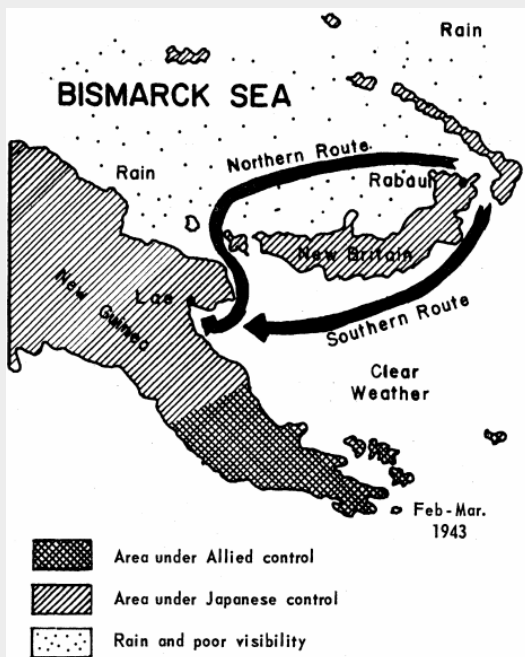 Rain
BISMARCK SEA
Northern Route
Rain
Rabaul
New Britain
Lae
New Guinea
Southern Route
Clear
Weather
Feb-Mar.
1943
Area under Allied control
Area under Japanese control
Rain and poor visibility